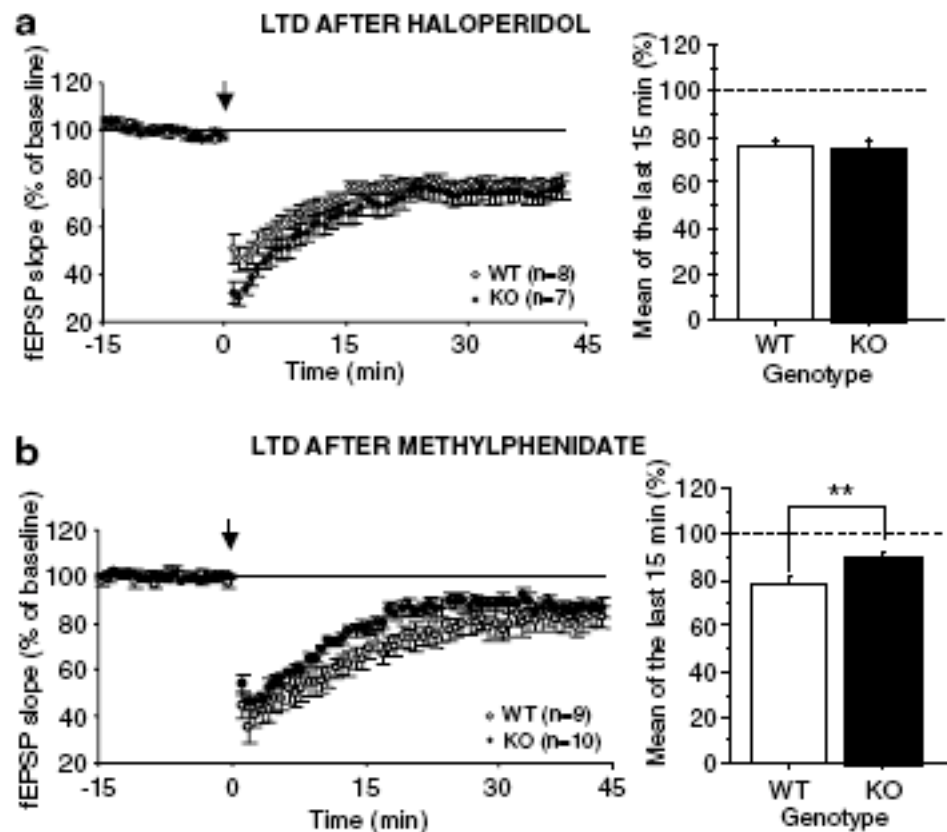 a
LTD AFTER HALOPERIDOL
fEPSP slope (% of baseline)
120
100
80
60
40
20
WT (n=8)
KO (n=7)
-15 0 15 30 45
Time (min)
Mean of the last 15 min (%)
120
100
80
60
40
20
0
WT KO
Genotype
b
LTD AFTER METHYLPHENIDATE
fEPSP slope (% of baseline)
120
100
80
60
40
20
WT (n=9)
KO (n=10)
-15 0 15 30 45
Time (min)
Mean of the last 15 min (%)
120
100
80
60
40
20
0
**
WT KO
Genotype